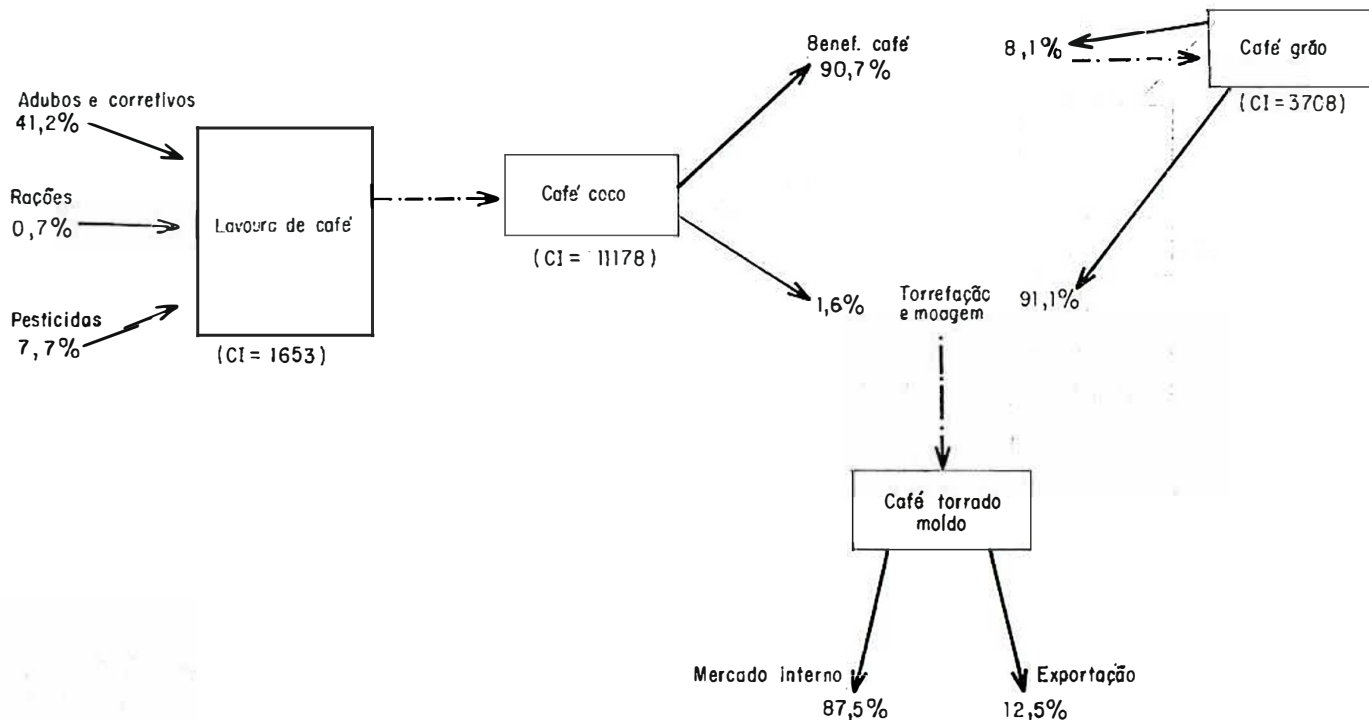 Benef. café
90,7%
8,1%
Café grão
(CI = 37C8)
Adubos e corretivos
41,2%
Rações
0,7%
Lavoura de café
Café coco
(CI = 11178)
Pesticidas
7,7%
(CI = 1653)
1,6%
Torrefação
e moagem
91,1%
Café torrado
moído
Mercado interno
87,5%
Exportação
12,5%